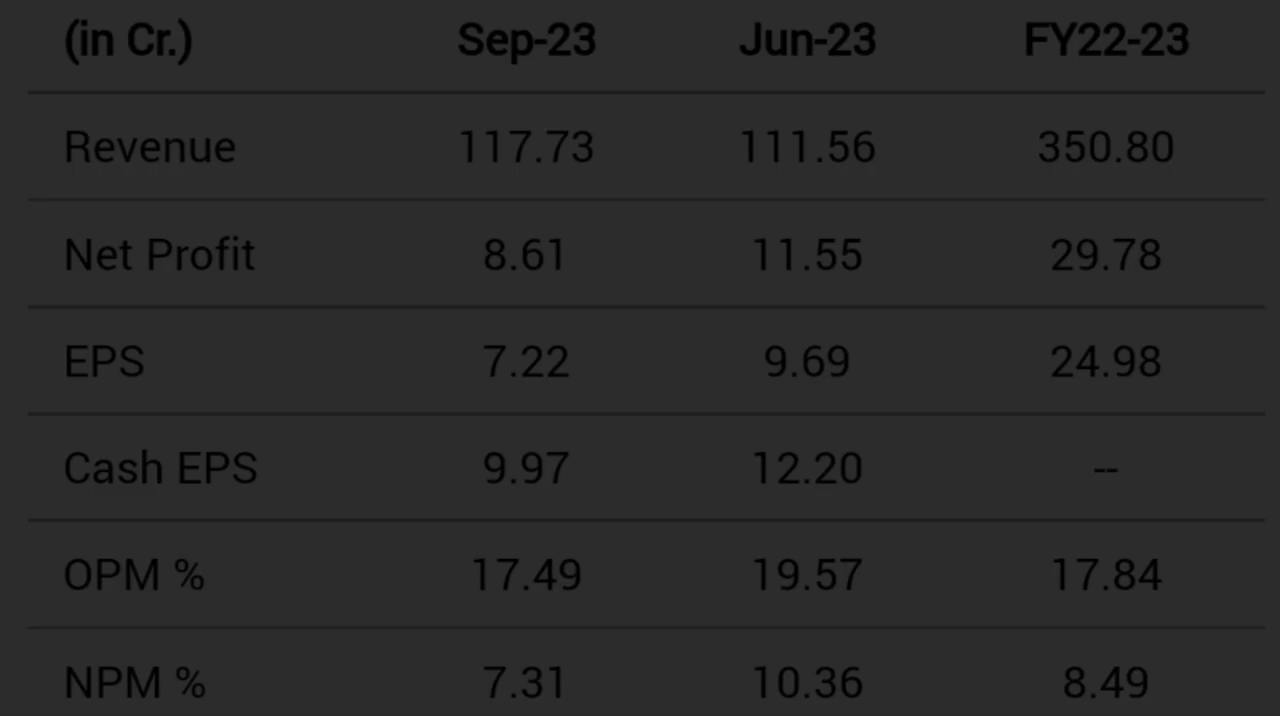 (in Cr.) Sep-23 Jun-23 FY22-23
Revenue 117.73 111.56 350.80
Net Profit 8.61 11.55 29.78
EPS 7.22 9.69 24.98
Cash EPS 9.97 12.20 --
OPM % 17.49 19.57 17.84
NPM % 7.31 10.36 8.49